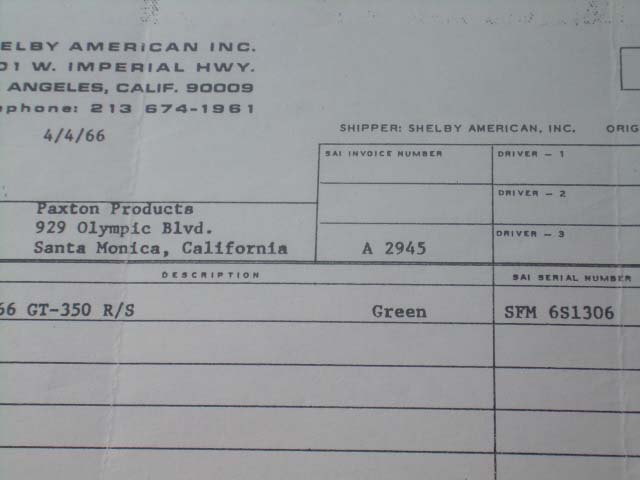 ELBY AMERICAN INC.
01 W. IMPERIAL HWY.
ANGELES, CALIF. 90009
ephone: 213 674-1961
4/4/66
SHIPPER: SHELBY AMERICAN, INC. ORIG
SAI INVOICE NUMBER DRIVER - 1
DRIVER - 2
DRIVER - 3
Paxton Products
929 Olympic Blvd.
Santa Monica, California A 2945
DESCRIPTION SAI SERIAL NUMBER
66 GT-350 R/S Green SFM 6S1306